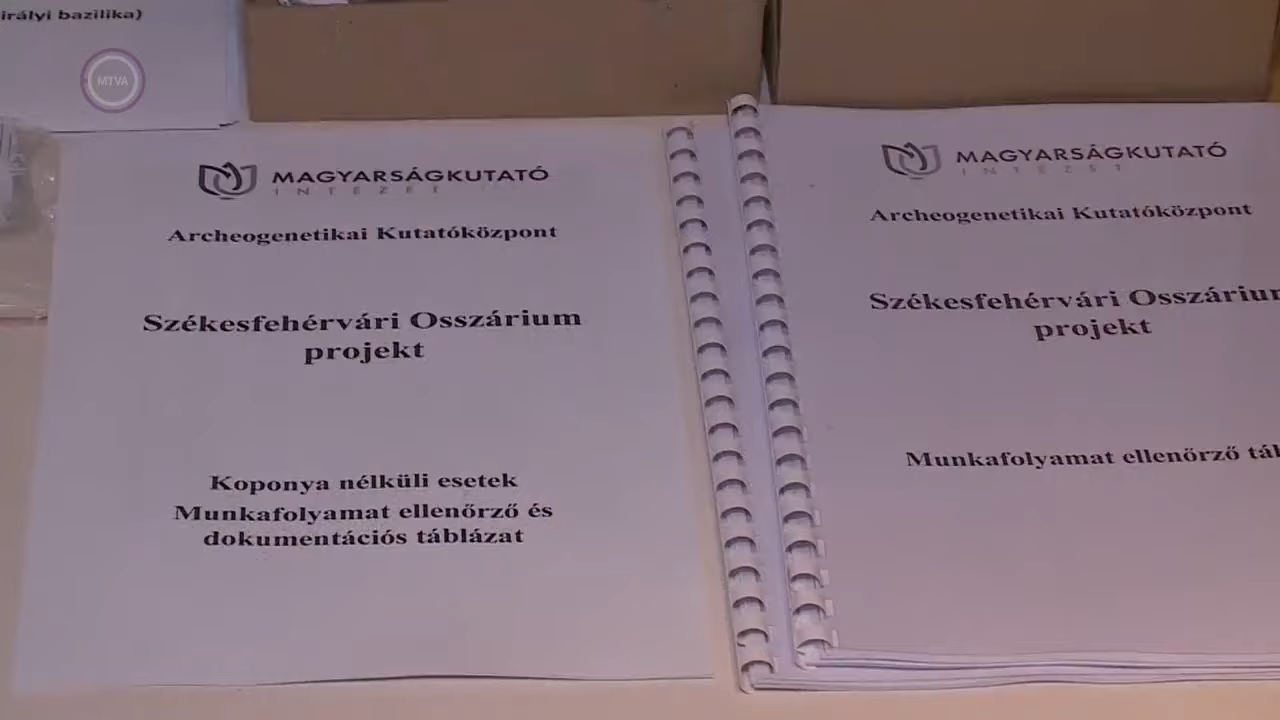 irályi bazilika)
MTVA
MAGYARSÁGKUTATÓ
INTÉZET
Archeogenetikai Kutatóközpont
Székesfehérvári Osszárium
projekt
Koponya nélküli esetek
Munkafolyamat ellenőrző és
dokumentációs táblázat
MAGYARSÁGKUTATÓ
INTÉZET
Archeogenetikai Kutatóközpont
Székesfehérvári Osszáriu
projekt
Munkafolyamat ellenőrző táb